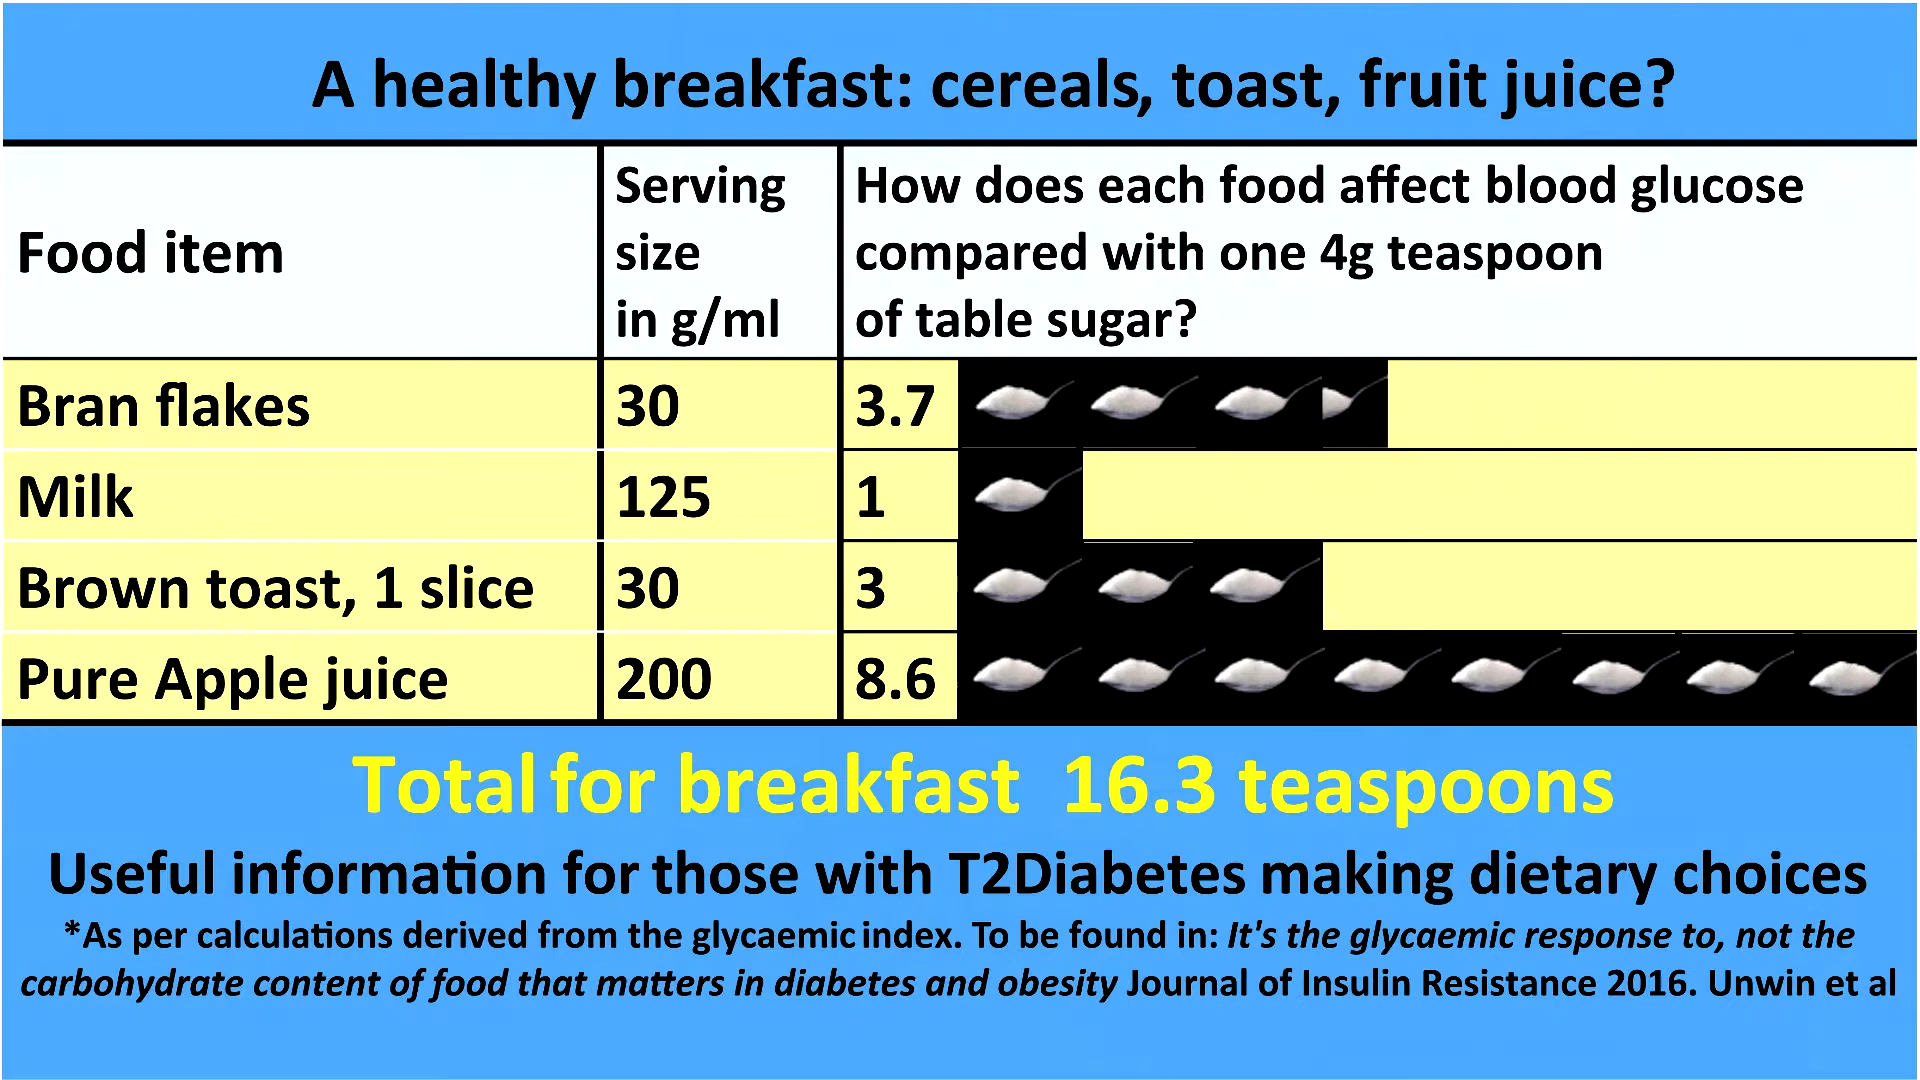 A healthy breakfast: cereals, toast, fruit juice?
Food item
Serving
size
in g/ml
How does each food affect blood glucose
compared with one 4g teaspoon
of table sugar?
Bran flakes 30 3.7
Milk 125 1
Brown toast, 1 slice 30 3
Pure Apple juice 200 8.6
Total for breakfast 16.3 teaspoons
Useful information for those with T2Diabetes making dietary choices
*As per calculations derived from the glycaemic index. To be found in: It's the glycaemic response to, not the
carbohydrate content of food that matters in diabetes and obesity Journal of Insulin Resistance 2016. Unwin et al